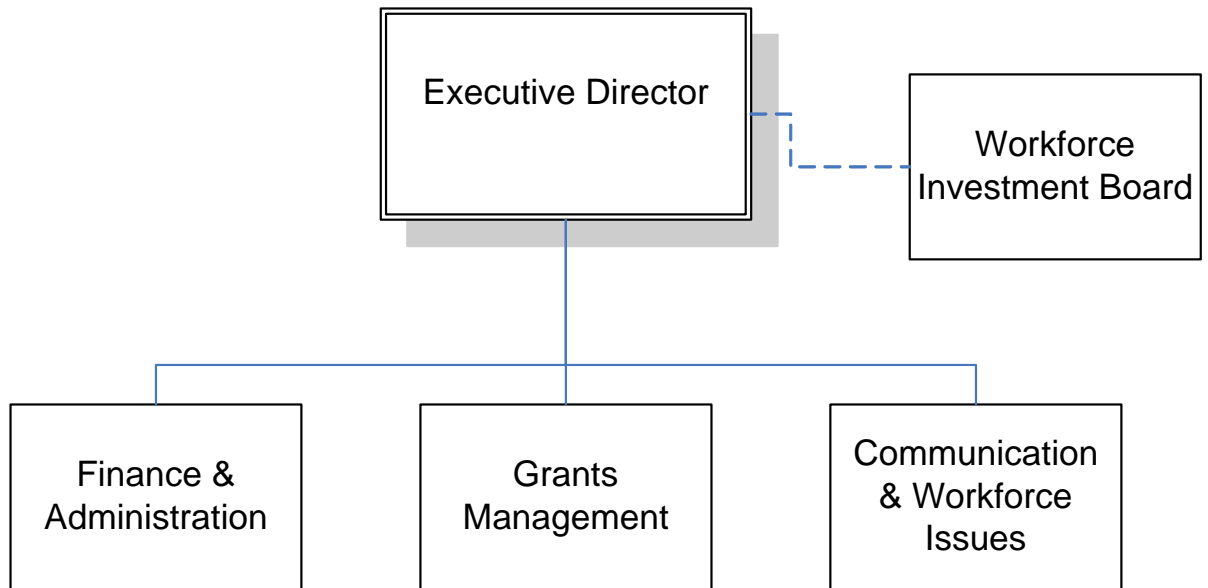 Executive Director
Workforce
Investment Board
Finance &
Administration
Grants
Management
Communication
& Workforce
Issues